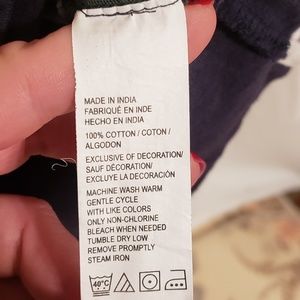 MADE IN INDIA
FABRIQUÉ EN INDE
HECHO EN INDIA
100% COTTON / COTON /
ALGODON
EXCLUSIVE OF DECORATION/
SAUF DÉCORATION/
EXCLUYENDO LA DECORACIÓN
MACHINE WASH WARM
GENTLE CYCLE
WITH LIKE COLORS
ONLY NON-CHLORINE
BLEACH WHEN NEEDED
TUMBLE DRY LOW
REMOVE PROMPTLY
STEAM IRON
40°C